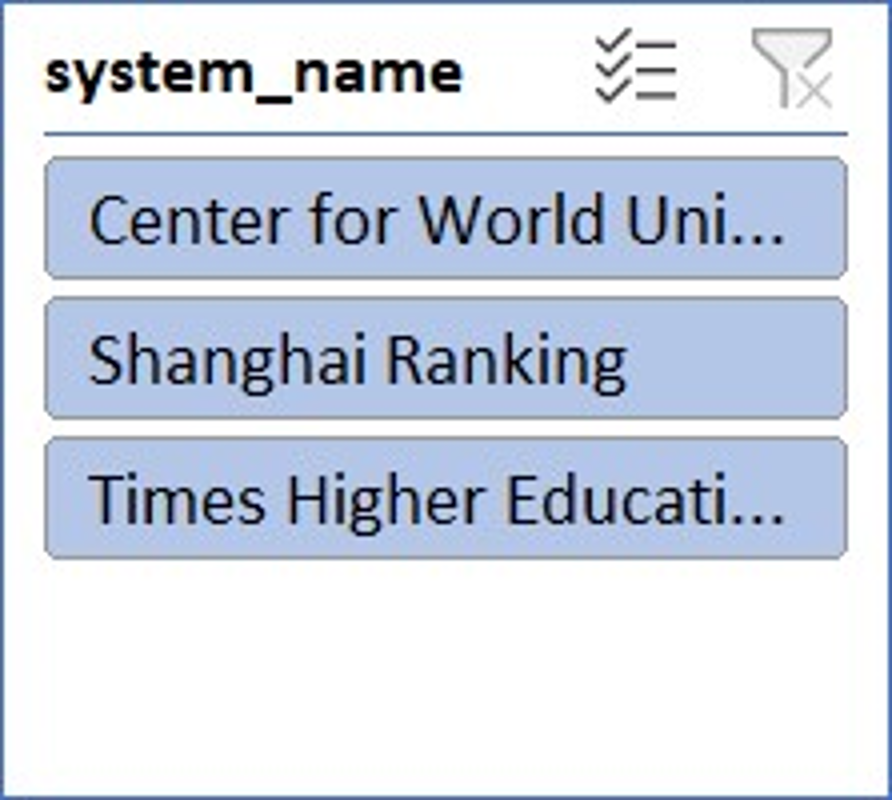 system_name
Center for World Uni...
Shanghai Ranking
Times Higher Educati...